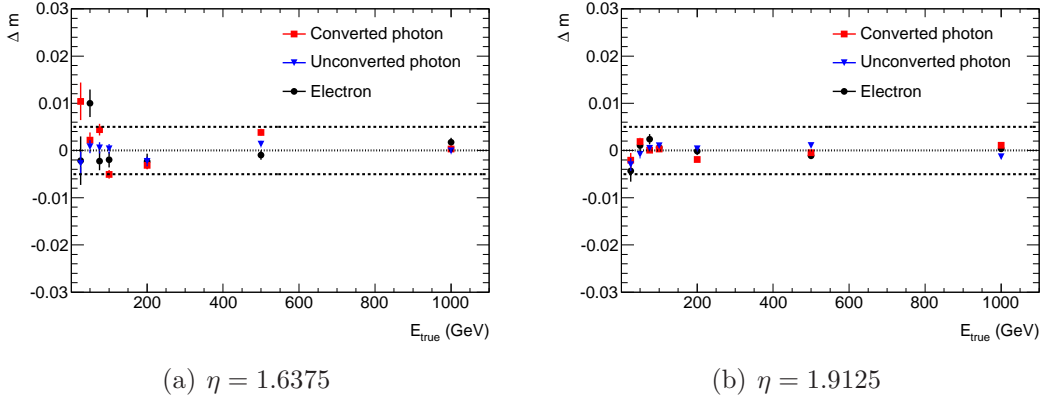 Δ m
0.03
0.02
0.01
0
-0.01
-0.02
-0.03
Converted photon
Unconverted photon
Electron
200 400 600 800 1000
E_true (GeV)
(a) η = 1.6375
Δ m
0.03
0.02
0.01
0
-0.01
-0.02
-0.03
Converted photon
Unconverted photon
Electron
200 400 600 800 1000
E_true (GeV)
(b) η = 1.9125